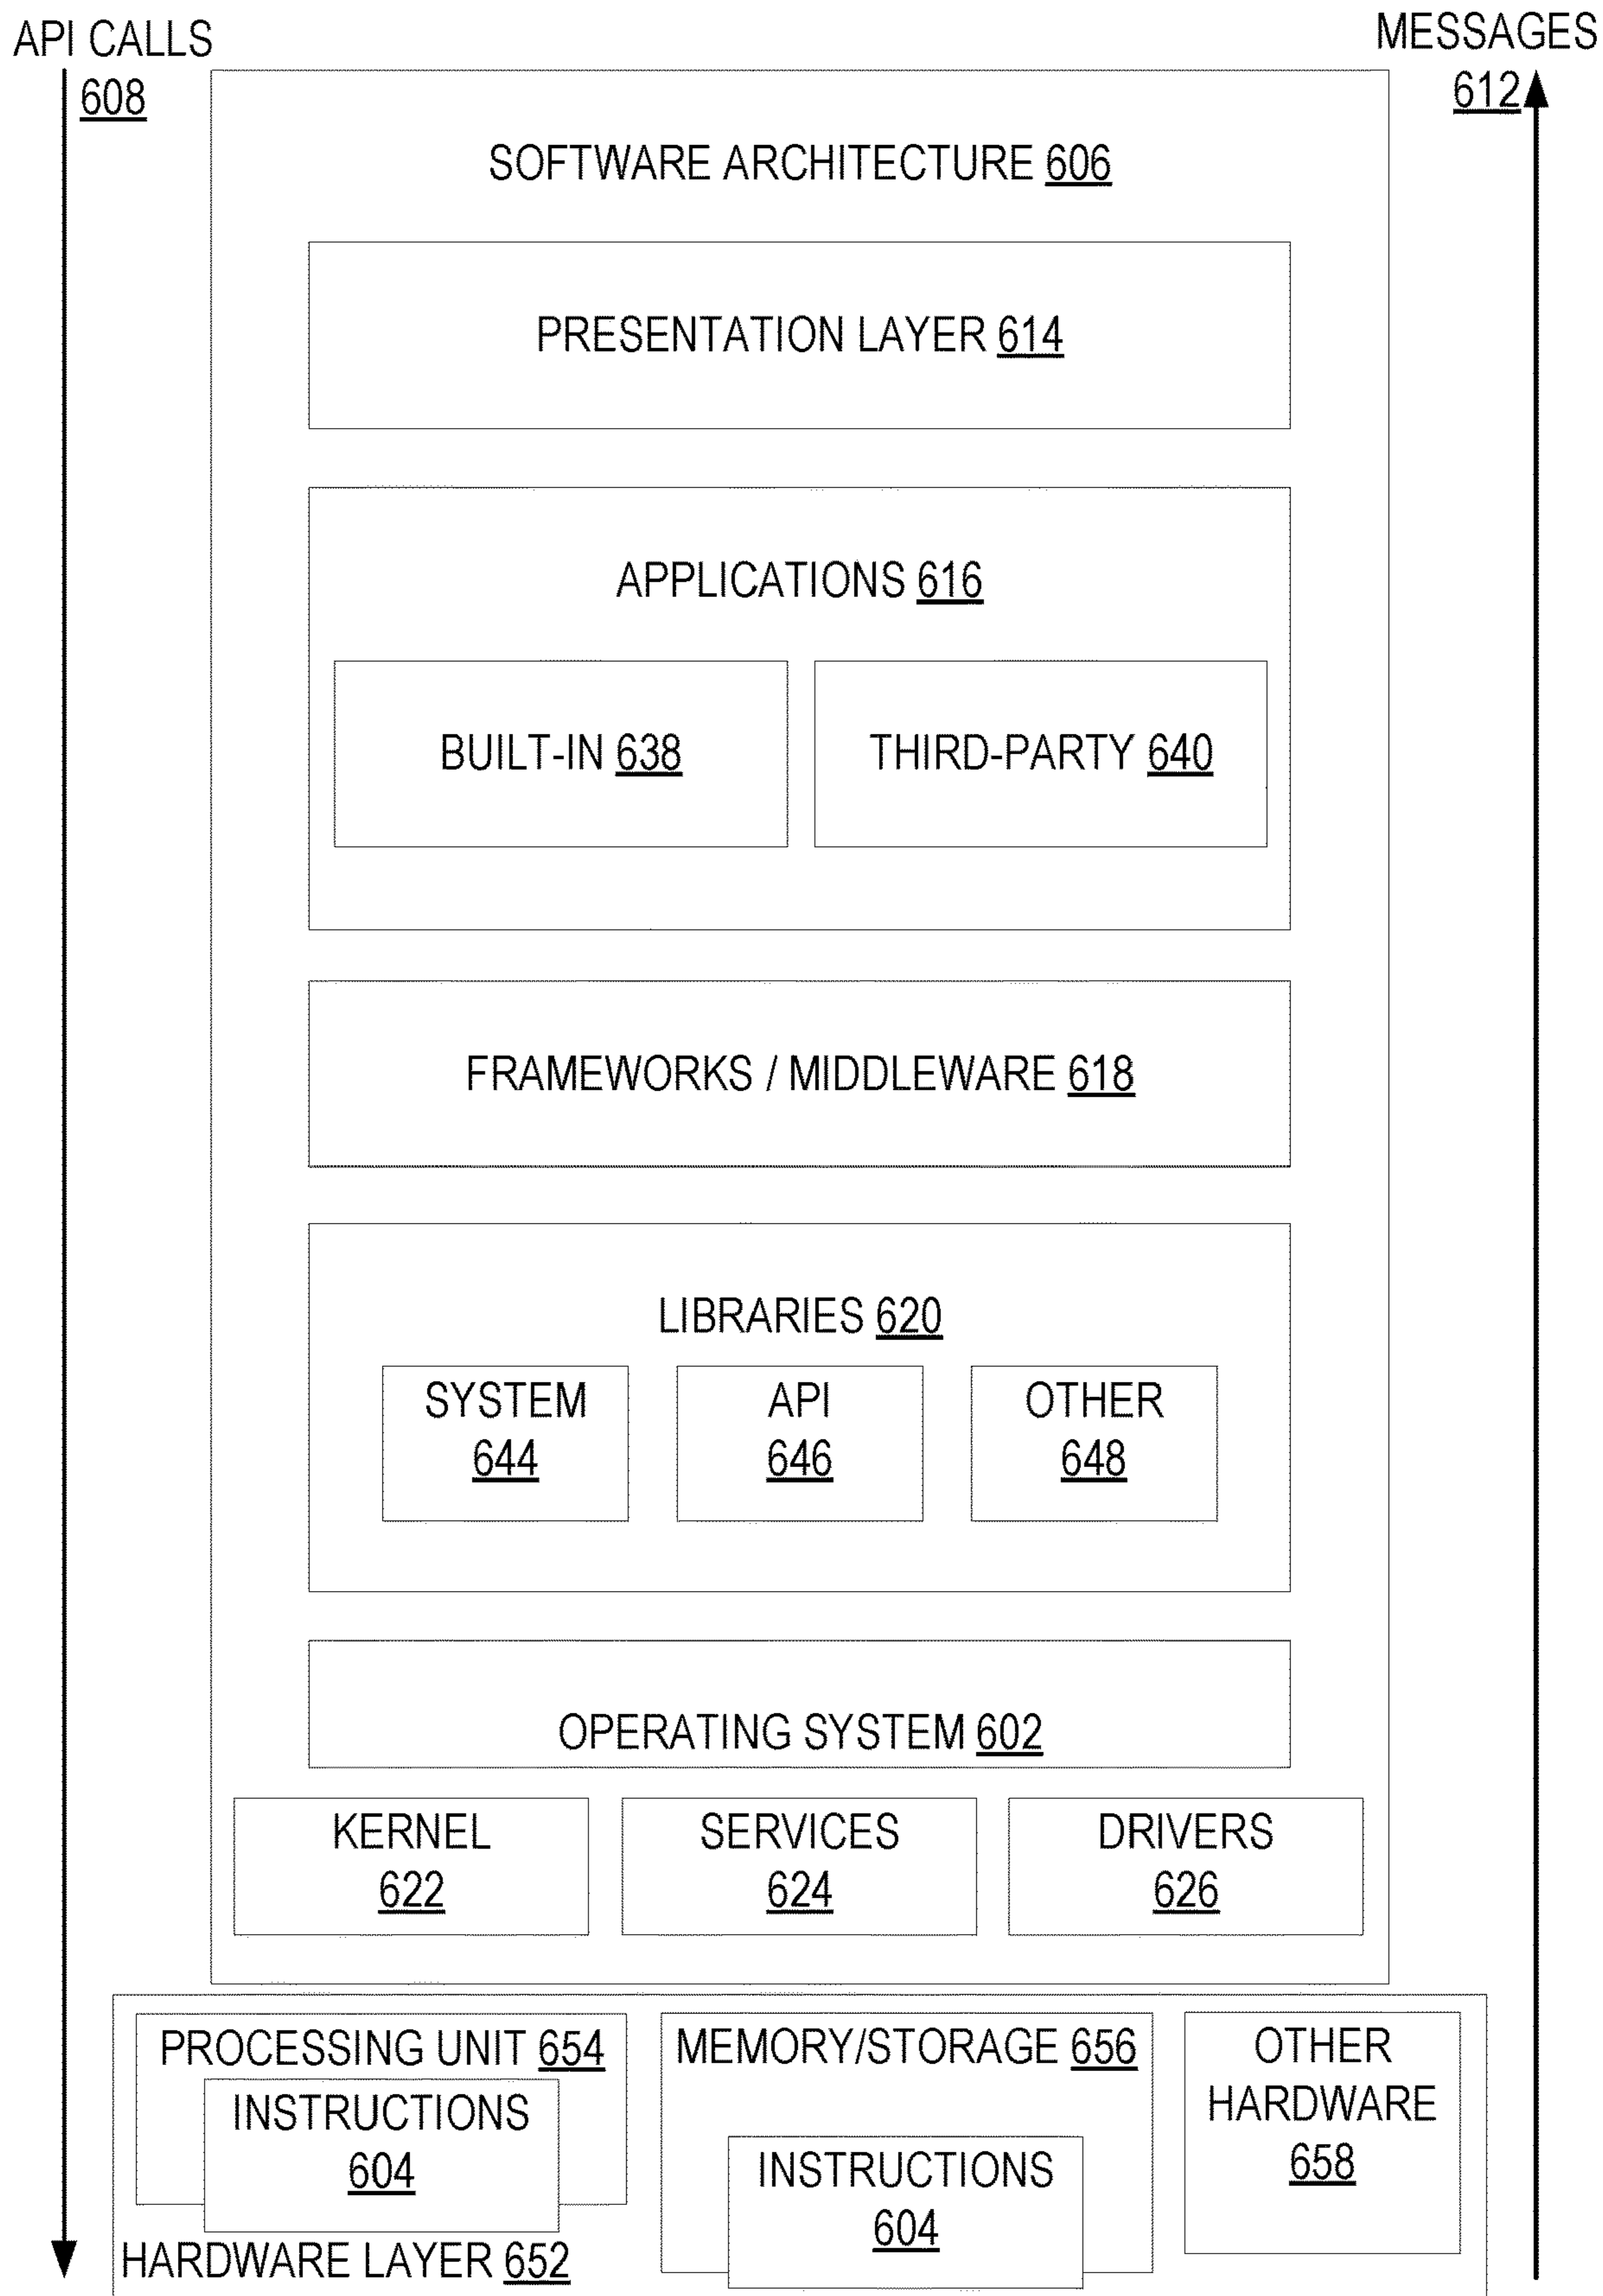 API CALLS
608
MESSAGES
612
SOFTWARE ARCHITECTURE 606
PRESENTATION LAYER 614
APPLICATIONS 616
BUILT-IN 638
THIRD-PARTY 640
FRAMEWORKS / MIDDLEWARE 618
LIBRARIES 620
SYSTEM
644
API
646
OTHER
648
OPERATING SYSTEM 602
KERNEL
622
SERVICES
624
DRIVERS
626
PROCESSING UNIT 654
INSTRUCTIONS
604
MEMORY/STORAGE 656
INSTRUCTIONS
604
OTHER
HARDWARE
658
HARDWARE LAYER 652